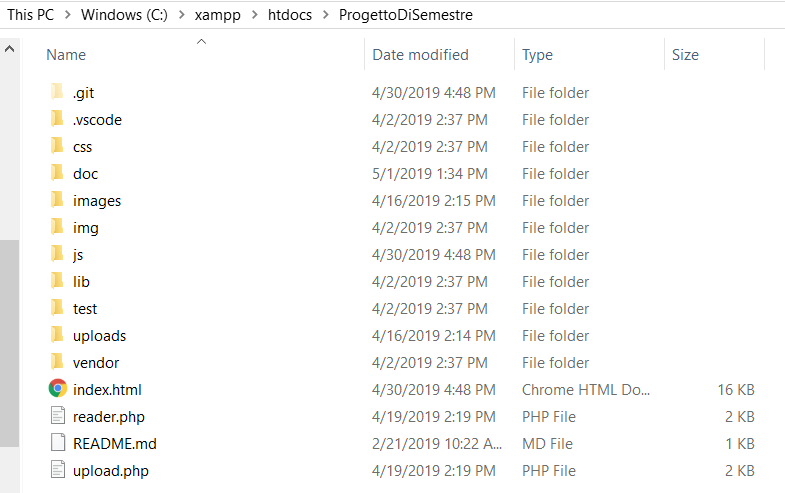 This PC > Windows (C:) > xampp > htdocs > ProgettoDiSemestre
Name Date modified Type Size
.git 4/30/2019 4:48 PM File folder
.vscode 4/2/2019 2:37 PM File folder
css 4/2/2019 2:37 PM File folder
doc 5/1/2019 1:34 PM File folder
images 4/16/2019 2:15 PM File folder
img 4/2/2019 2:37 PM File folder
js 4/30/2019 4:48 PM File folder
lib 4/2/2019 2:37 PM File folder
test 4/2/2019 2:37 PM File folder
uploads 4/16/2019 2:14 PM File folder
vendor 4/2/2019 2:37 PM File folder
index.html 4/30/2019 4:48 PM Chrome HTML Do... 16 KB
reader.php 4/19/2019 2:19 PM PHP File 2 KB
README.md 2/21/2019 10:22 A... MD File 1 KB
upload.php 4/19/2019 2:19 PM PHP File 2 KB